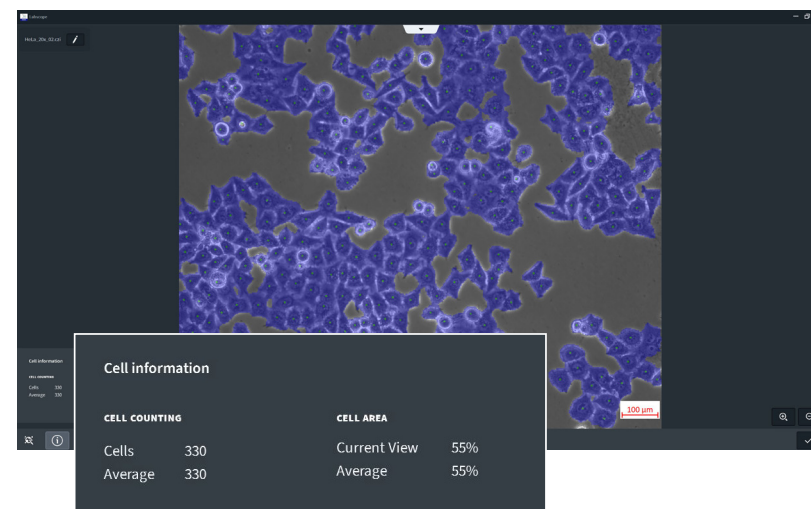 Labscope
HeLa_20x_02.czi
100 µm
Cell information
CELL COUNTING
Cells 330
Average 330
Cell information
CELL COUNTING CELL AREA
Cells 330 Current View 55%
Average 330 Average 55%